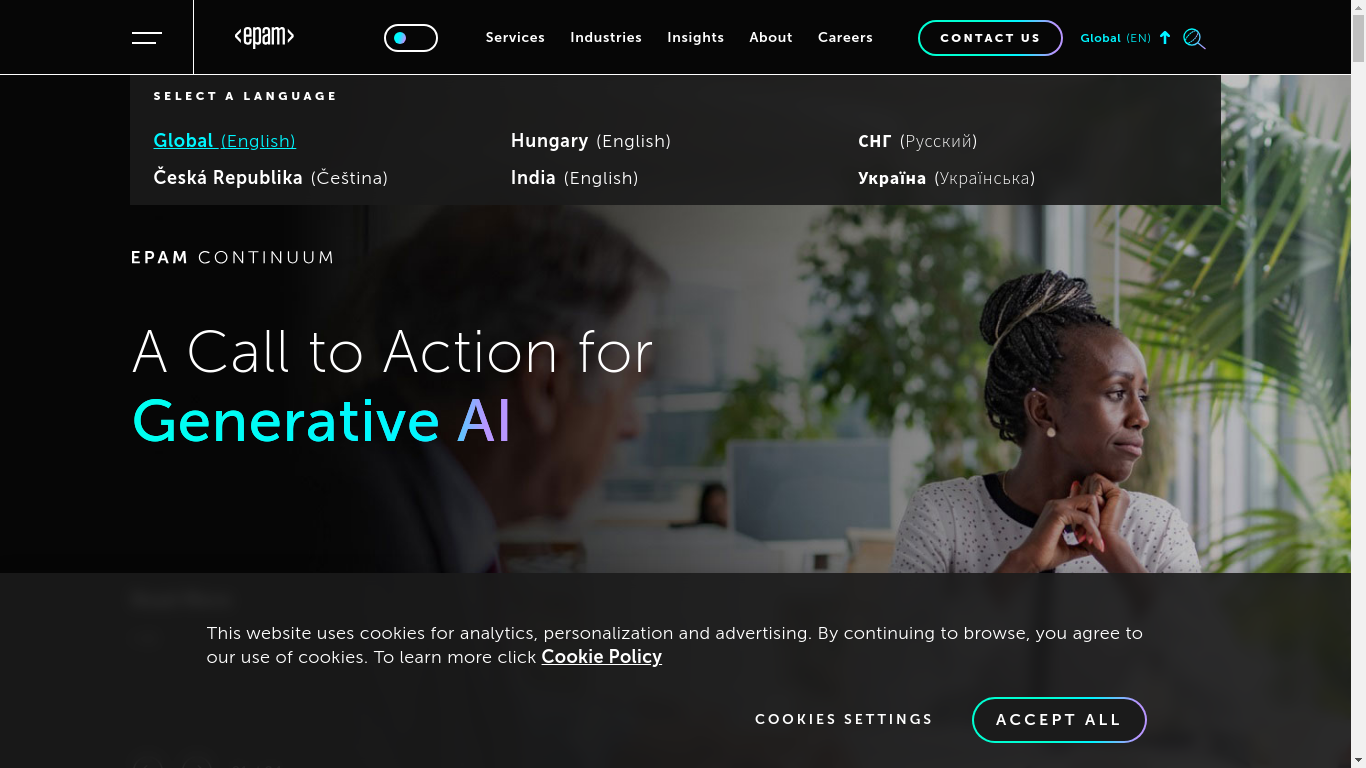 <epam>
Services Industries Insights About Careers CONTACT US Global (EN)
SELECT A LANGUAGE
Global (English) Hungary (English) СНГ (Русский)
Česká Republika (Čeština) India (English) Україна (Українська)
EPAM CONTINUUM
A Call to Action for
Generative AI
This website uses cookies for analytics, personalization and advertising. By continuing to browse, you agree to
our use of cookies. To learn more click Cookie Policy
COOKIES SETTINGS ACCEPT ALL